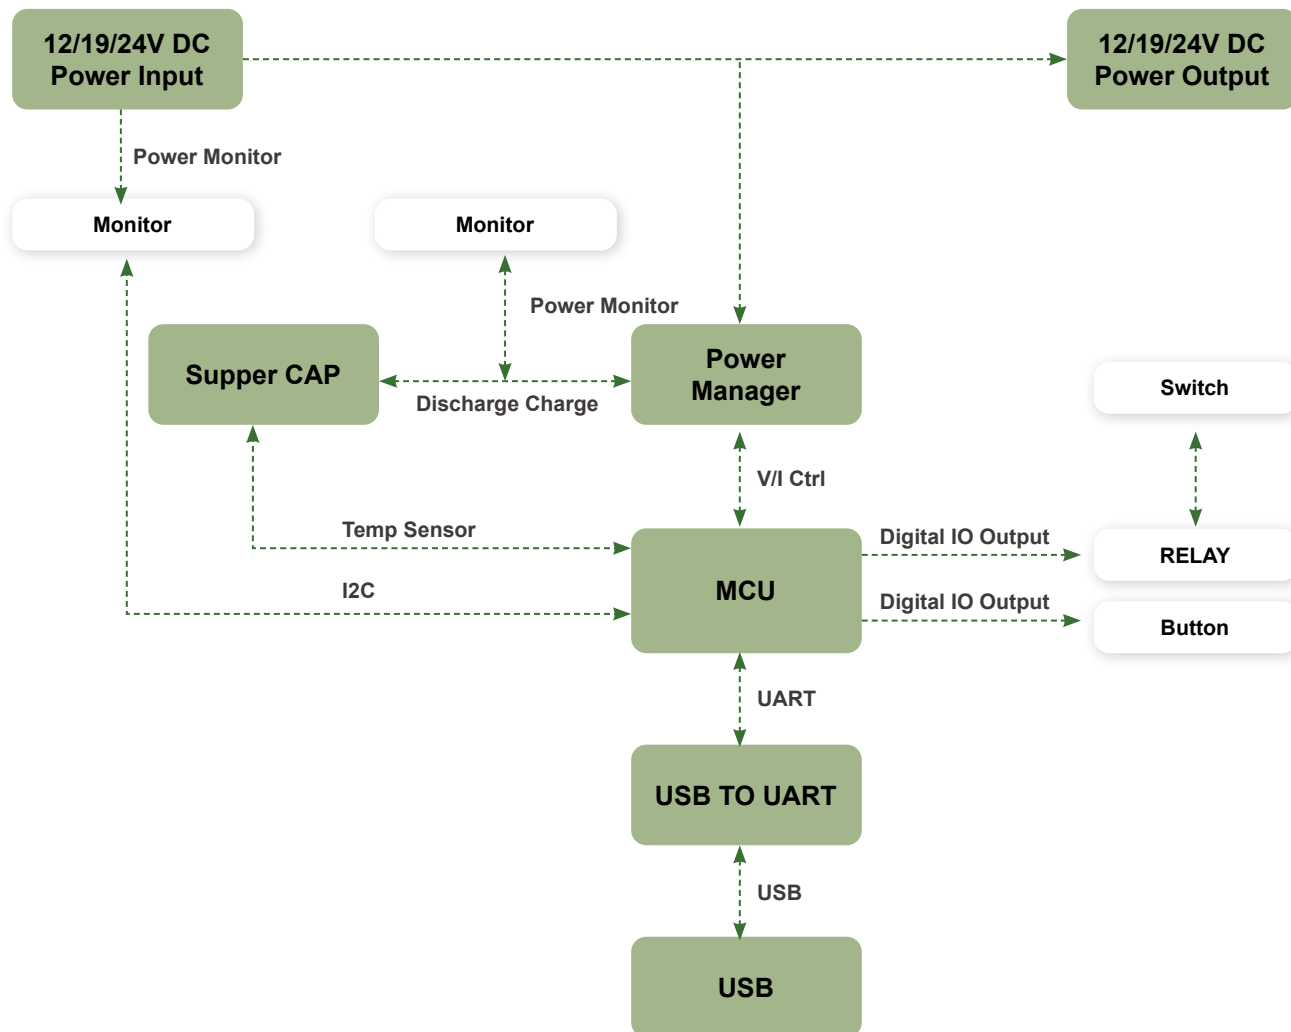 12/19/24V DC
Power Input
12/19/24V DC
Power Output
Power Monitor
Monitor
Monitor
Power Monitor
Supper CAP
Power
Manager
Discharge Charge
Switch
V/I Ctrl
Temp Sensor
Digital IO Output
RELAY
MCU
I2C
Digital IO Output
Button
UART
USB TO UART
USB
USB